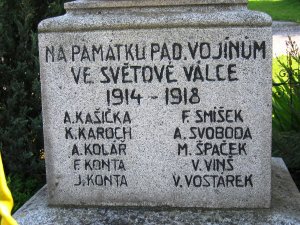 NA PAMÁTKU PAD. VOJÍNŮM
VE SVĚTOVÉ VÁLCE
1914 - 1918
A. KAŠIČKA F. SMÍŠEK
K. KAROCH A. SVOBODA
A. KOLÁŘ M. ŠPAČEK
F. KONTA V. VINŠ
J. KONTA V. VOSTÁREK